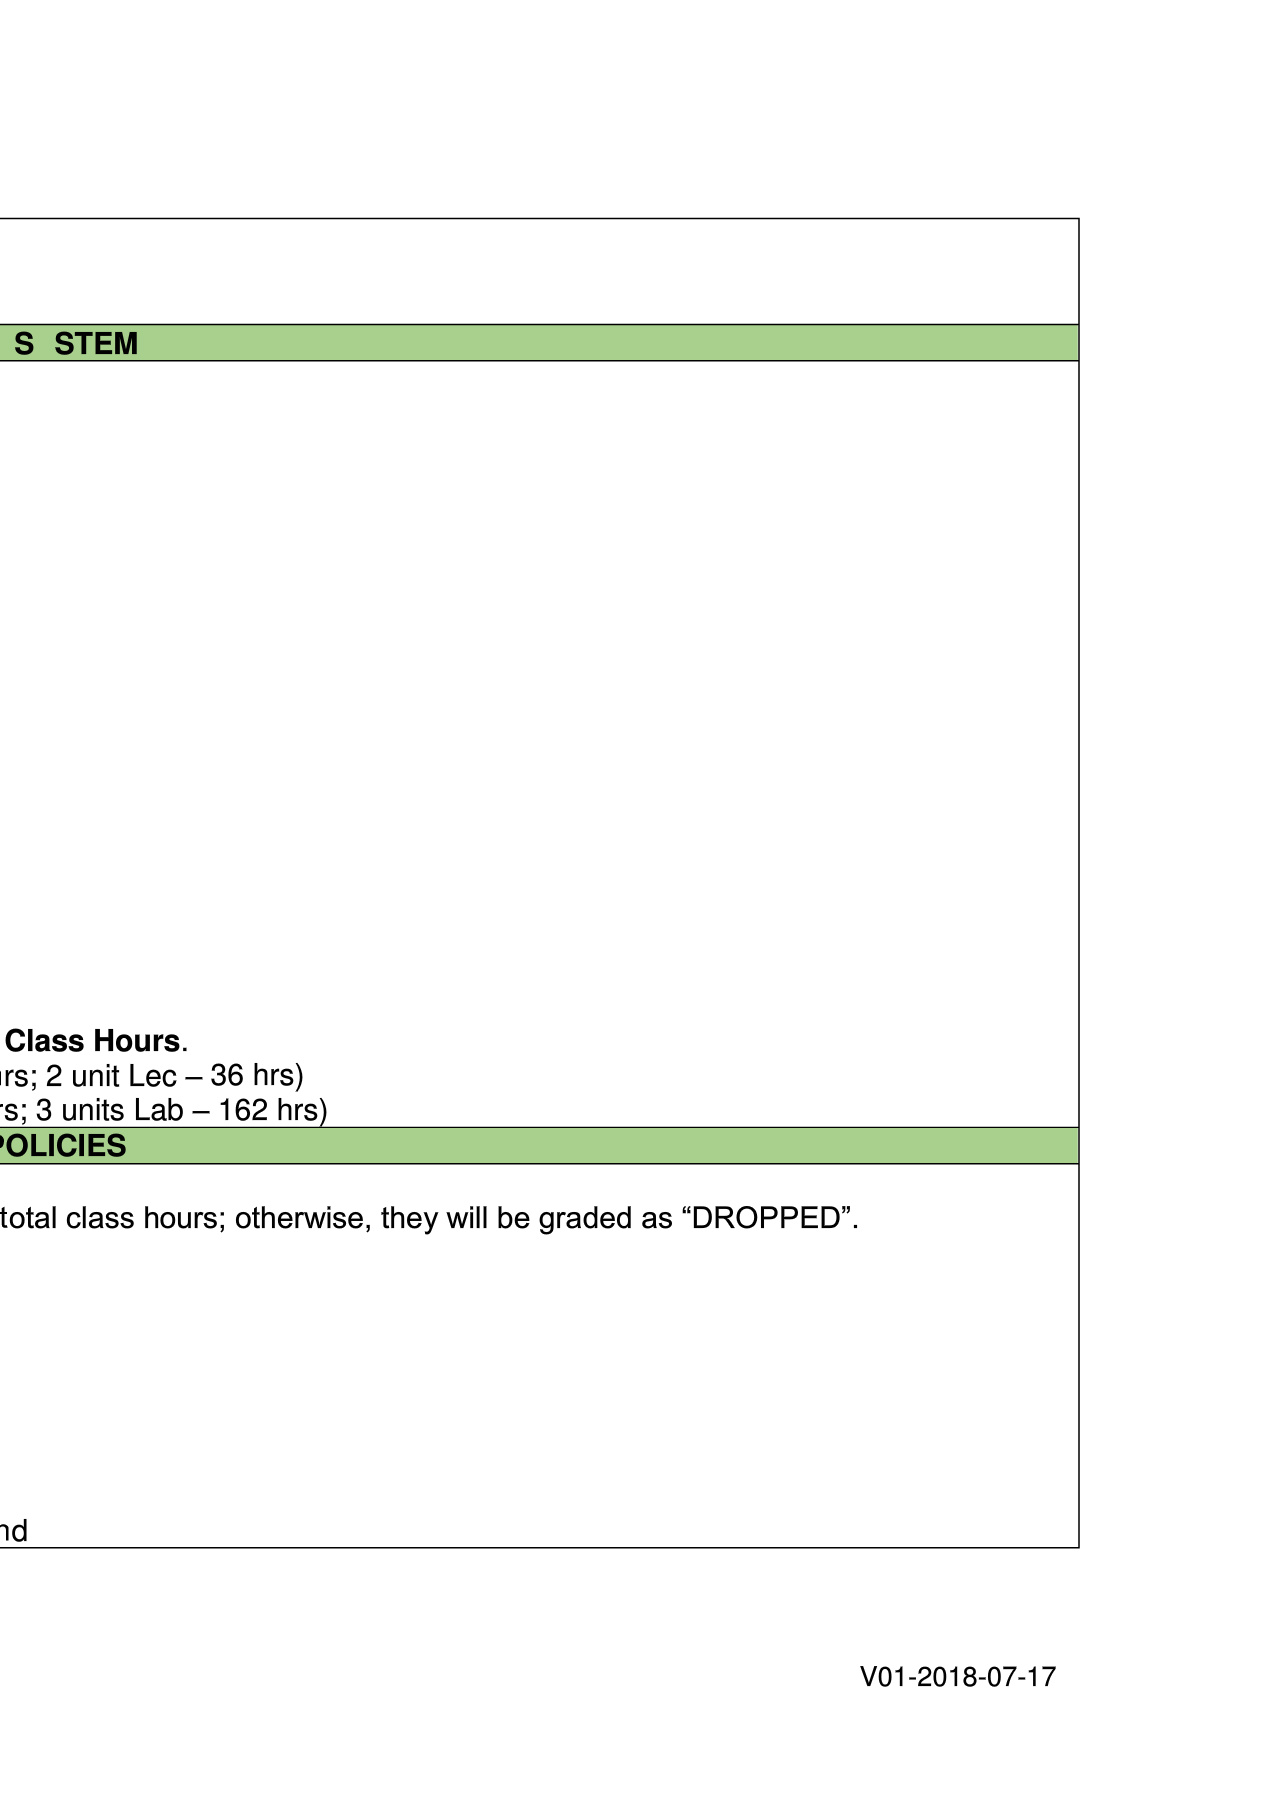 S STEM
Class Hours.
rs; 2 unit Lec – 36 hrs)
rs; 3 units Lab – 162 hrs)
POLICIES
total class hours; otherwise, they will be graded as “DROPPED”.
nd
V01-2018-07-17